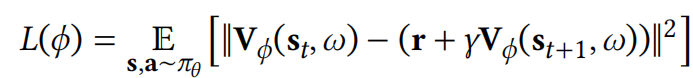 L(ϕ) = 𝔼_{s,a∼π_θ} [‖V_ϕ(s_t, ω) − (r + γV_ϕ(s_{t+1}, ω))‖²]